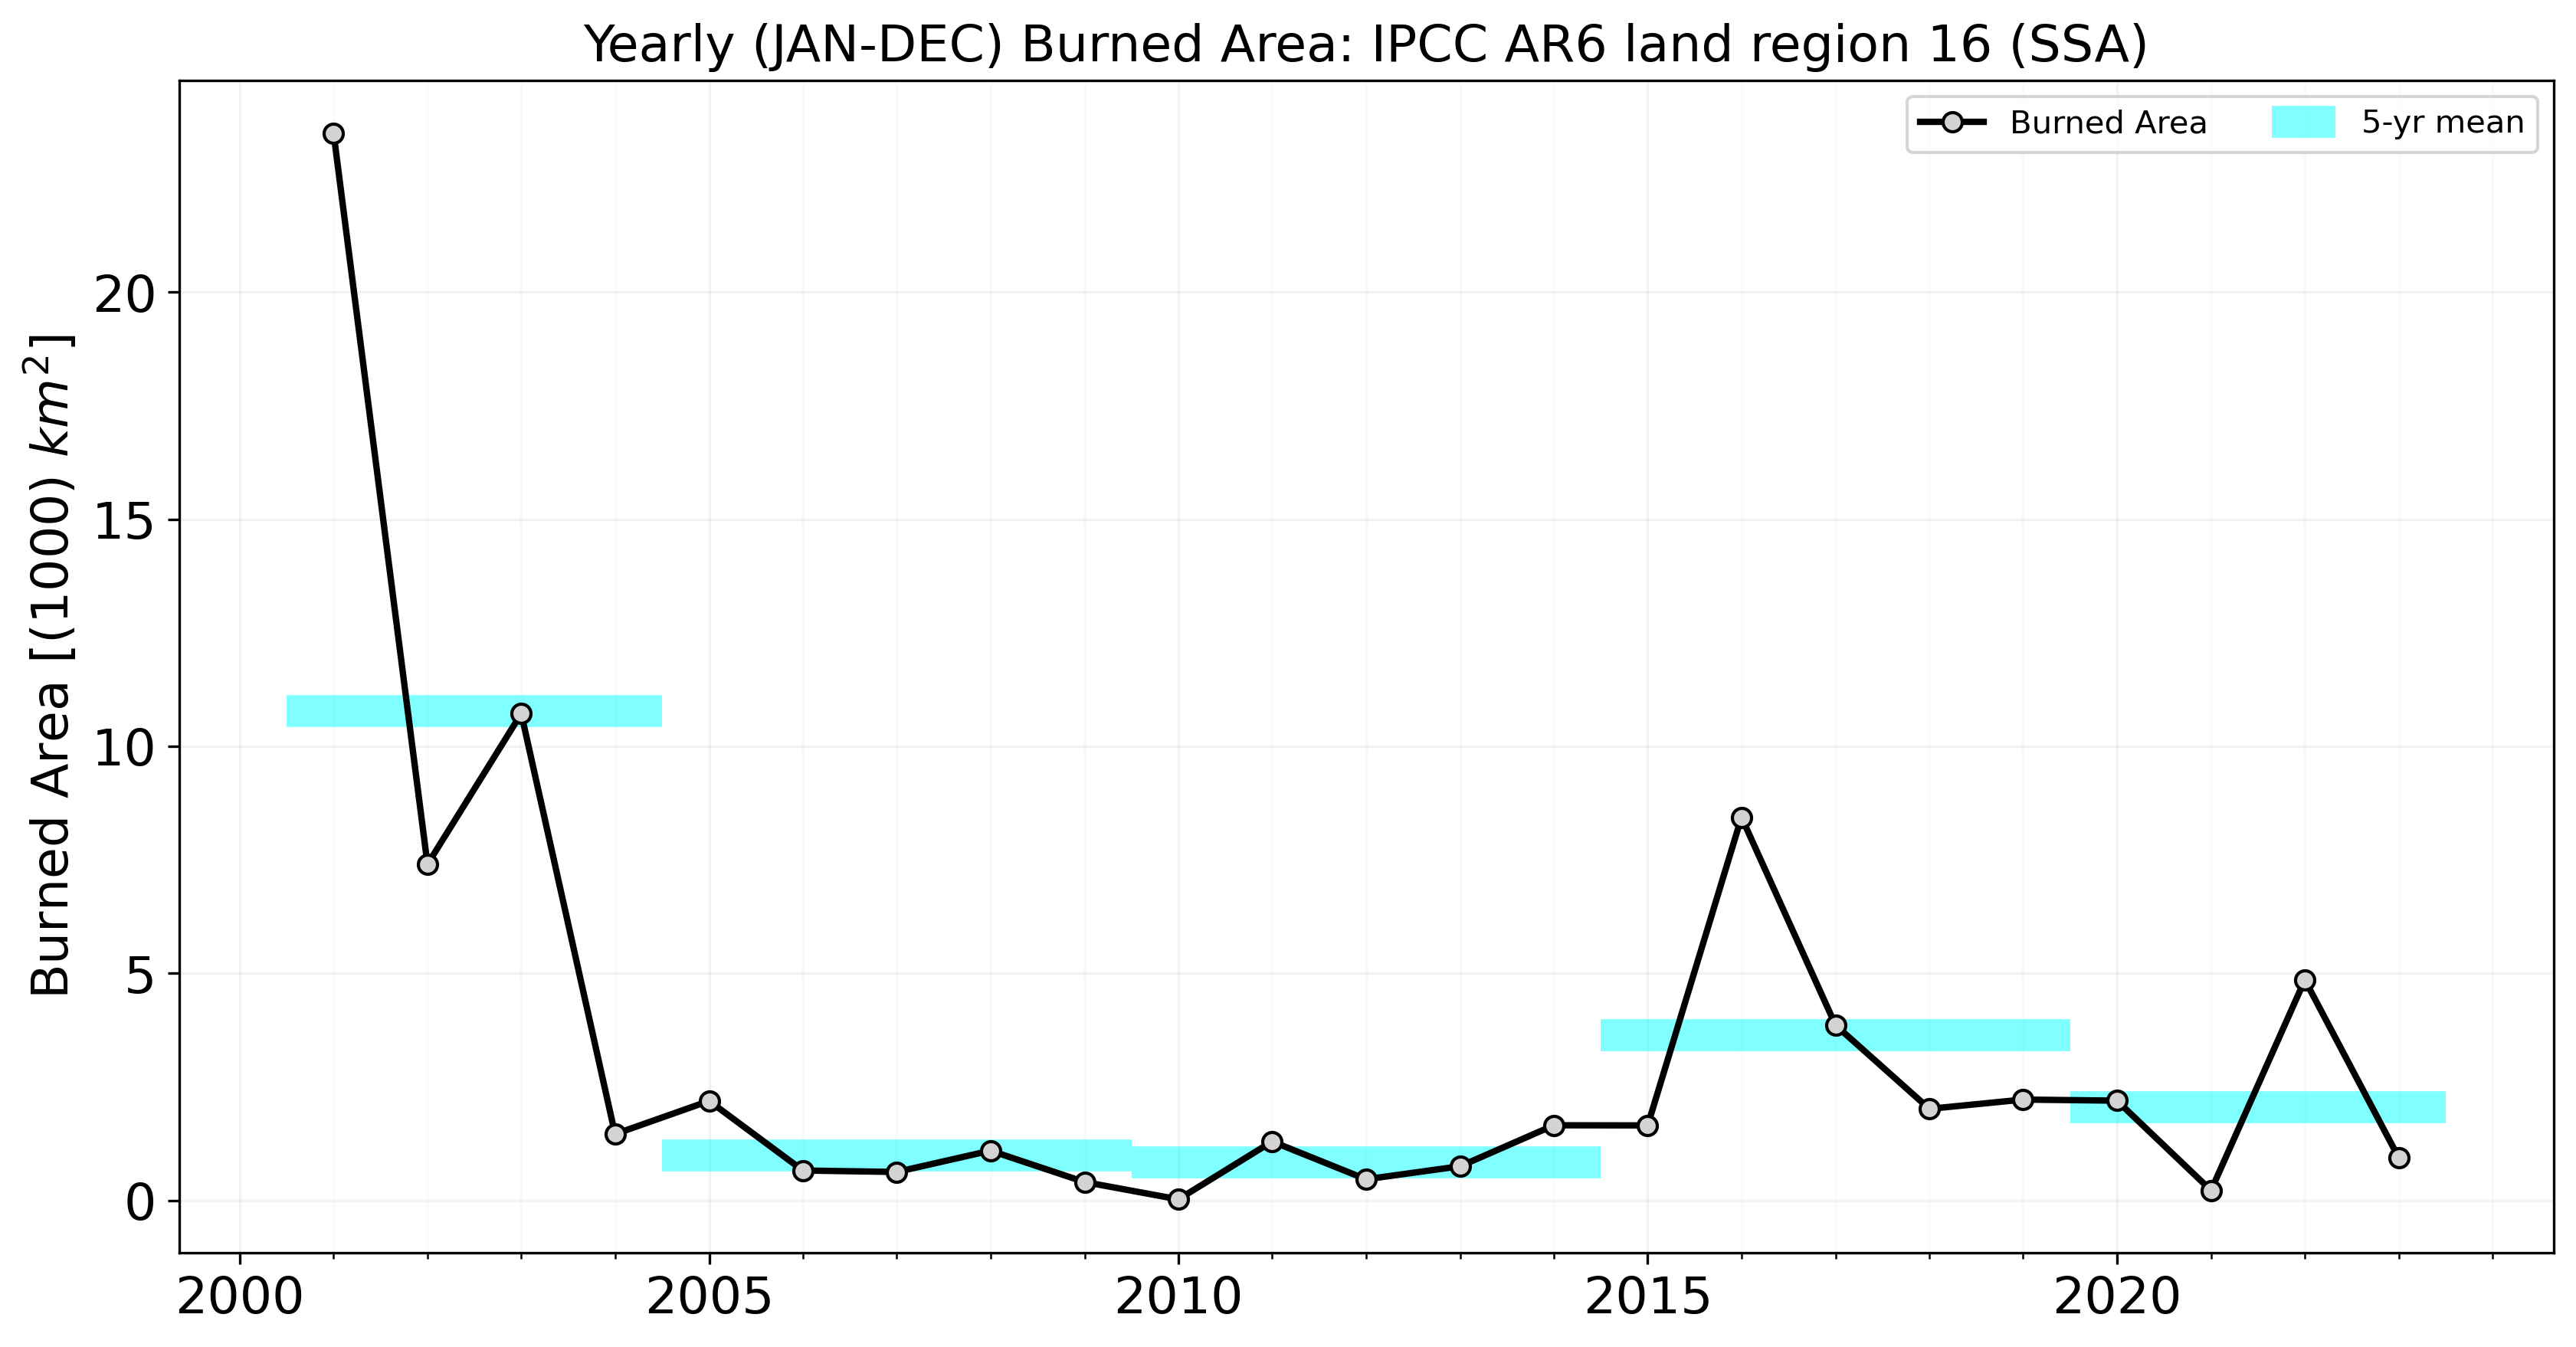 Yearly (JAN-DEC) Burned Area: IPCC AR6 land region 16 (SSA)
Burned Area
5-yr mean
Burned Area [(1000) km²]
20
15
10
5
0
2000
2005
2010
2015
2020